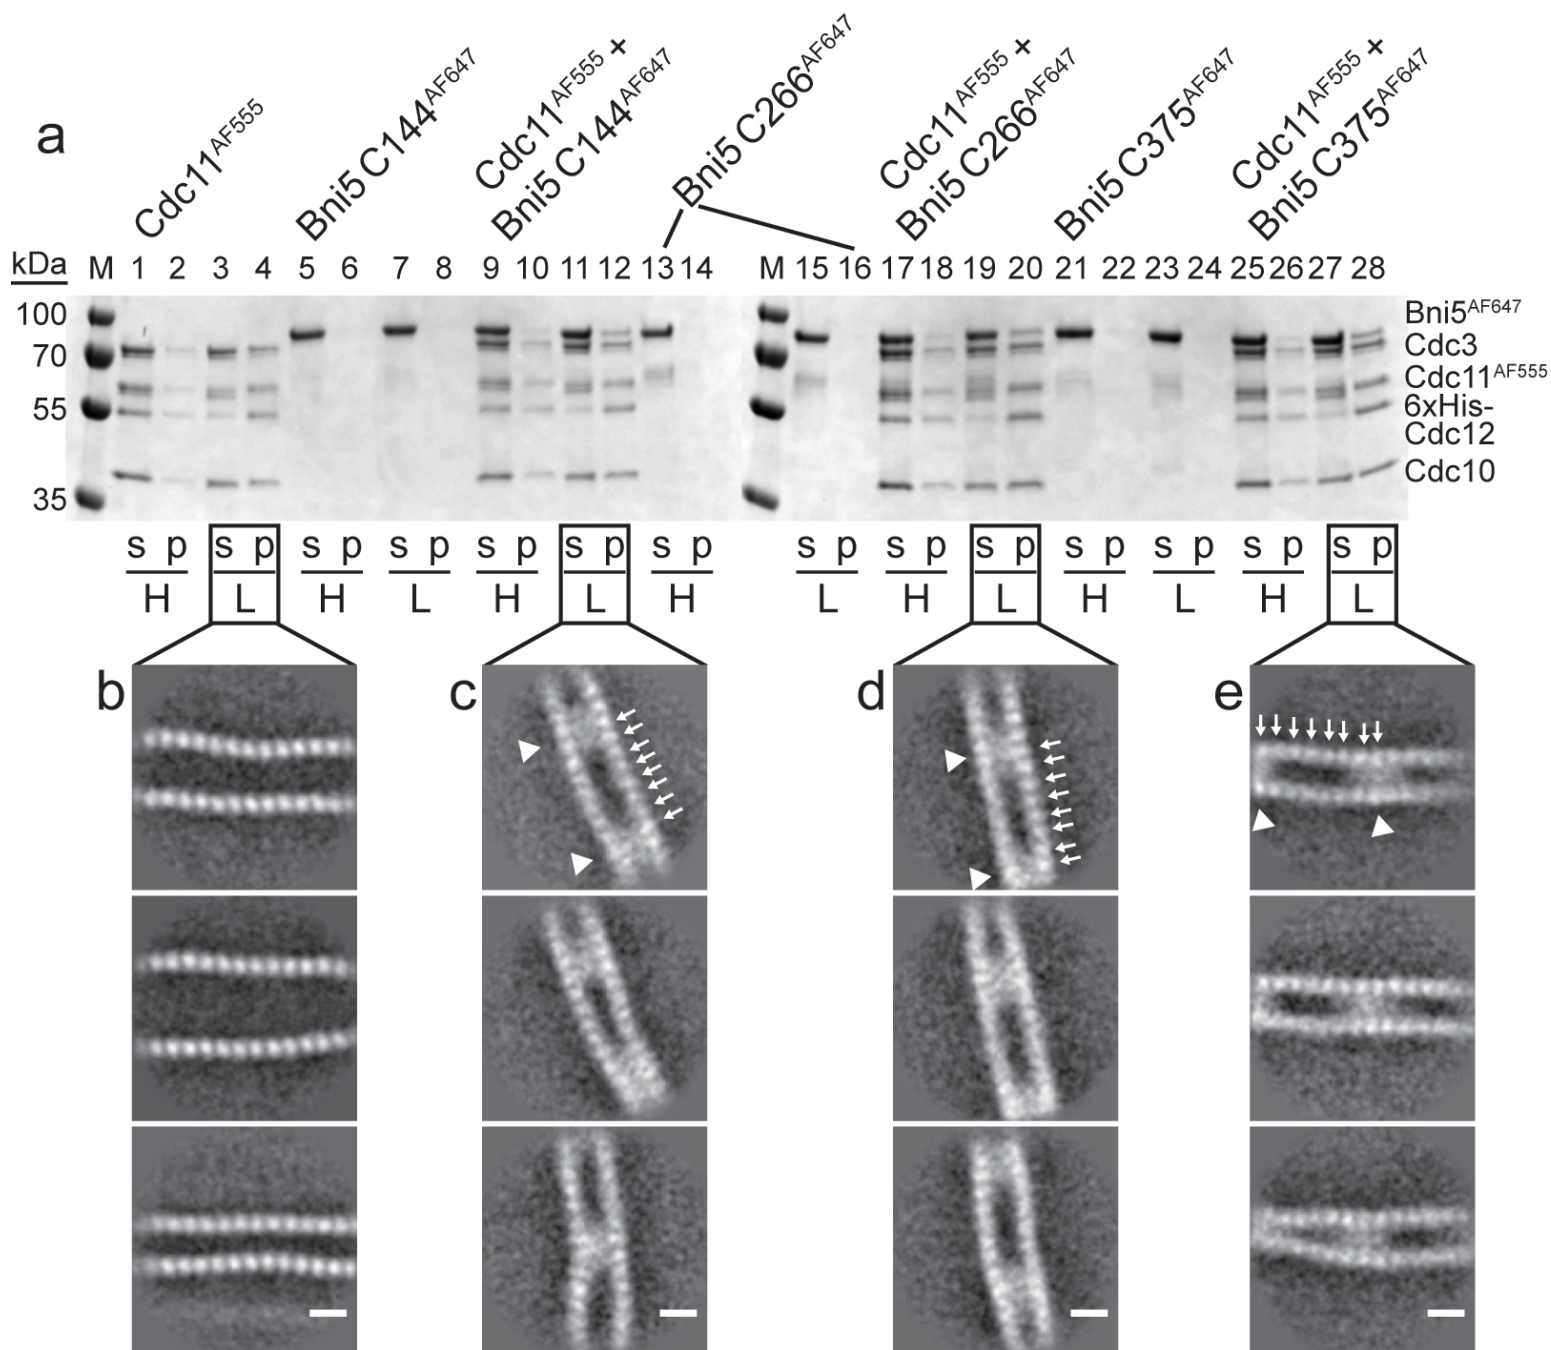 a
Cdc11AF555
Bni5 C144AF647
Cdc11AF555 +
Bni5 C144AF647
Bni5 C266AF647
Cdc11AF555 +
Bni5 C266AF647
Bni5 C375AF647
Cdc11AF555 +
Bni5 C375AF647
kDa M 1 2 3 4 5 6 7 8 9 10 11 12 13 14 M 15 16 17 18 19 20 21 22 23 24 25 26 27 28
100
70
55
35
Bni5AF647
Cdc3
Cdc11AF555
6xHis-
Cdc12
Cdc10
s p s p s p s p s p s p s p s p s p s p s p s p s p s p
H L H L H L H L H L H L H L
b c d e